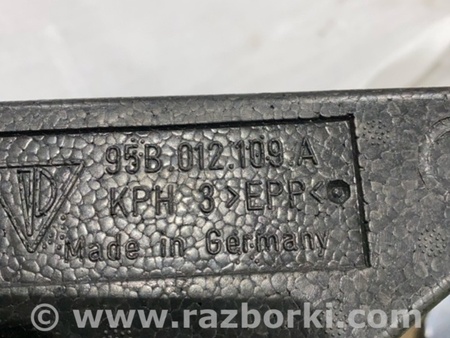 95B.012.109 A
KPH 3 >EPP<
Made in Germany
www.razborki.com